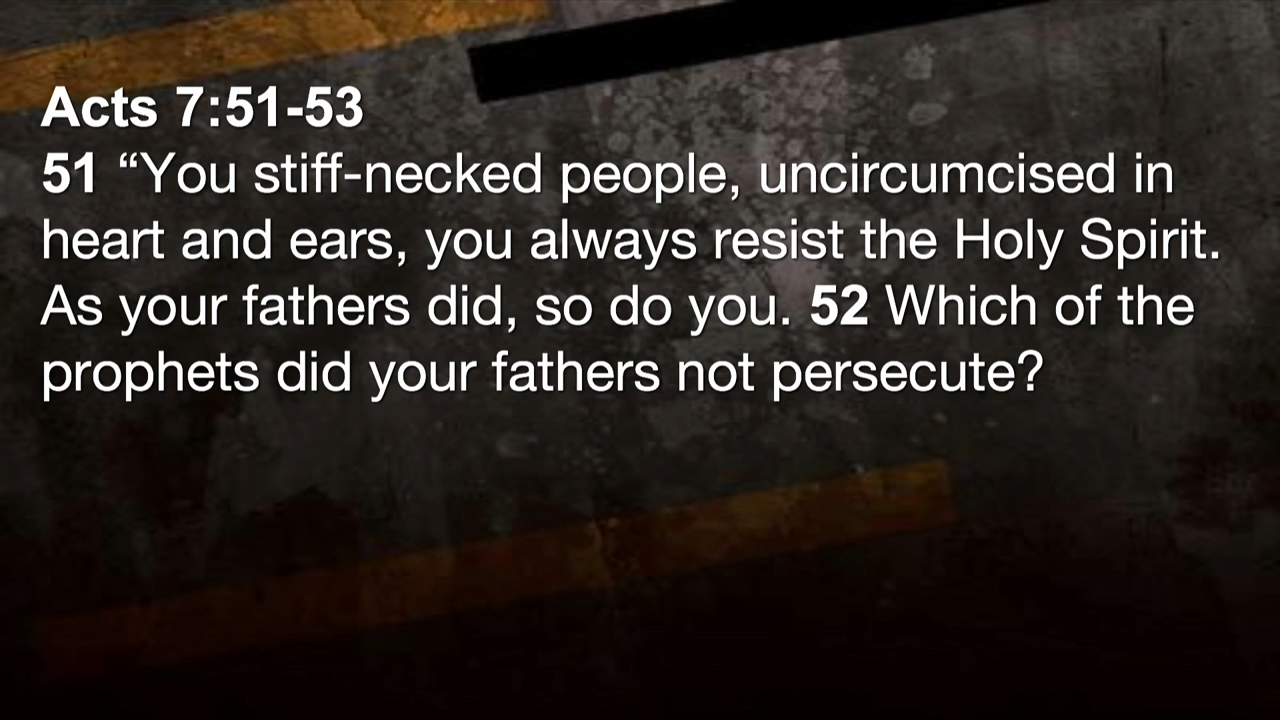 Acts 7:51-53
51 “You stiff-necked people, uncircumcised in
heart and ears, you always resist the Holy Spirit.
As your fathers did, so do you. 52 Which of the
prophets did your fathers not persecute?